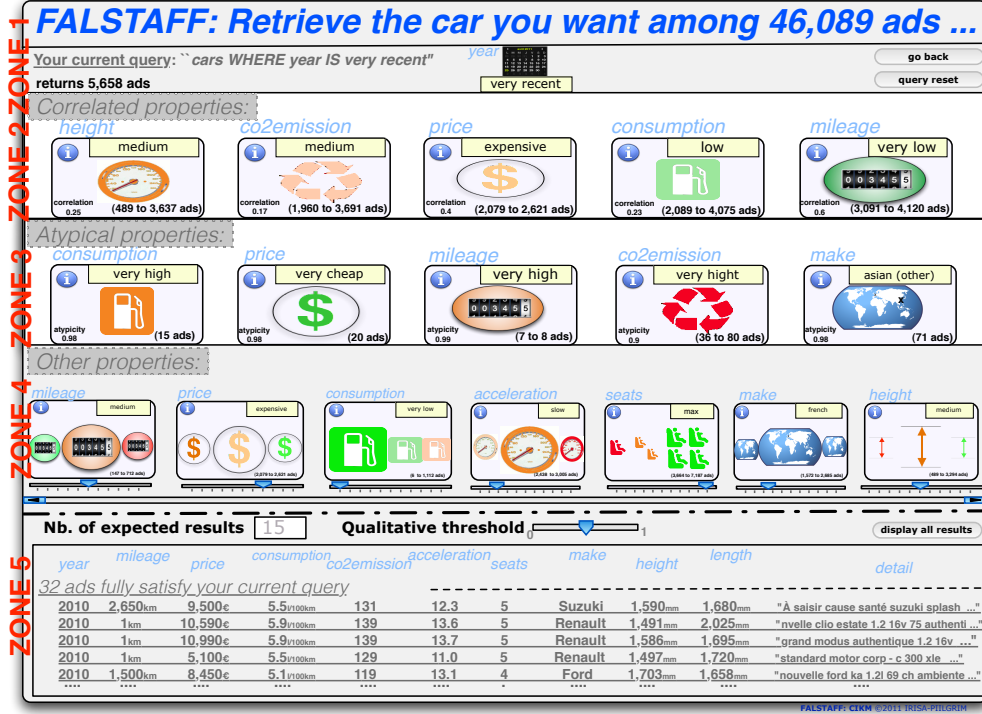 FALSTAFF: Retrieve the car you want among 46,089 ads ...
ZONE 1
Your current query: ``cars WHERE year IS very recent"
year
very recent
go back
returns 5,658 ads
query reset
ZONE 2
Correlated properties:
height co2emission price consumption mileage
medium medium expensive low very low
correlation 0.25 (489 to 3,637 ads)
correlation 0.17 (1,960 to 3,691 ads)
correlation 0.4 (2,079 to 2,621 ads)
correlation 0.23 (2,089 to 4,075 ads)
correlation 0.6 (3,091 to 4,120 ads)
ZONE 3
Atypical properties:
consumption price mileage co2emission make
very high very cheap very high very hight asian (other)
atypicity 0.98 (15 ads)
atypicity 0.98 (20 ads)
atypicity 0.99 (7 to 8 ads)
atypicity 0.9 (36 to 80 ads)
atypicity 0.98 (71 ads)
ZONE 4
Other properties:
mileage price consumption acceleration seats make height
medium expensive very low slow max french medium
(147 to 712 ads) (2,079 to 2,621 ads) (6 to 1,112 ads) (2,438 to 3,005 ads) (3,664 to 7,187 ads) (1,572 to 3,665 ads) (489 to 3,394 ads)
Nb. of expected results 15 Qualitative threshold 0 1 display all results
ZONE 5
year mileage price consumption co2emission acceleration seats make height length detail
32 ads fully satisfy your current query
2010 2,650km 9,500€ 5.5l/100km 131 12.3 5 Suzuki 1,590mm 1,680mm "À saisir cause santé suzuki splash ..."
2010 1km 10,590€ 5.9l/100km 139 13.6 5 Renault 1,491mm 2,025mm "nvelle clio estate 1.2 16v 75 authenti ..."
2010 1km 10,990€ 5.9l/100km 139 13.7 5 Renault 1,586mm 1,695mm "grand modus authentique 1.2 16v ..."
2010 1km 5,100€ 5.5l/100km 129 11.0 5 Renault 1,497mm 1,720mm "standard motor corp - c 300 xle ..."
2010 1,500km 8,450€ 5.1l/100km 119 13.1 4 Ford 1,703mm 1,658mm "nouvelle ford ka 1.2l 69 ch ambiente ..."
.... .... .... .... .... .... . .... .... .... ....
FALSTAFF: CIKM ©2011 IRISA-PIILGRIM